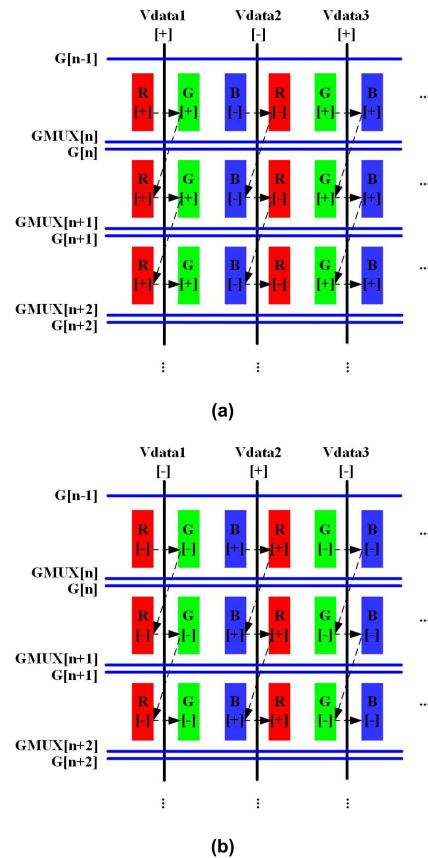 Vdata1 Vdata2 Vdata3
[+] [-] [+]
G[n-1]
R G B R G B ...
[+] [+] [-] [-] [+] [+]
GMUX[n]
G[n]
R G B R G B ...
[+] [+] [-] [-] [+] [+]
GMUX[n+1]
G[n+1]
R G B R G B ...
[+] [+] [-] [-] [+] [+]
GMUX[n+2]
G[n+2]
... ... ...
(a)
Vdata1 Vdata2 Vdata3
[-] [+] [-]
G[n-1]
R G B R G B ...
[-] [-] [+] [+] [-] [-]
GMUX[n]
G[n]
R G B R G B ...
[-] [-] [+] [+] [-] [-]
GMUX[n+1]
G[n+1]
R G B R G B ...
[-] [-] [+] [+] [-] [-]
GMUX[n+2]
G[n+2]
... ... ...
(b)